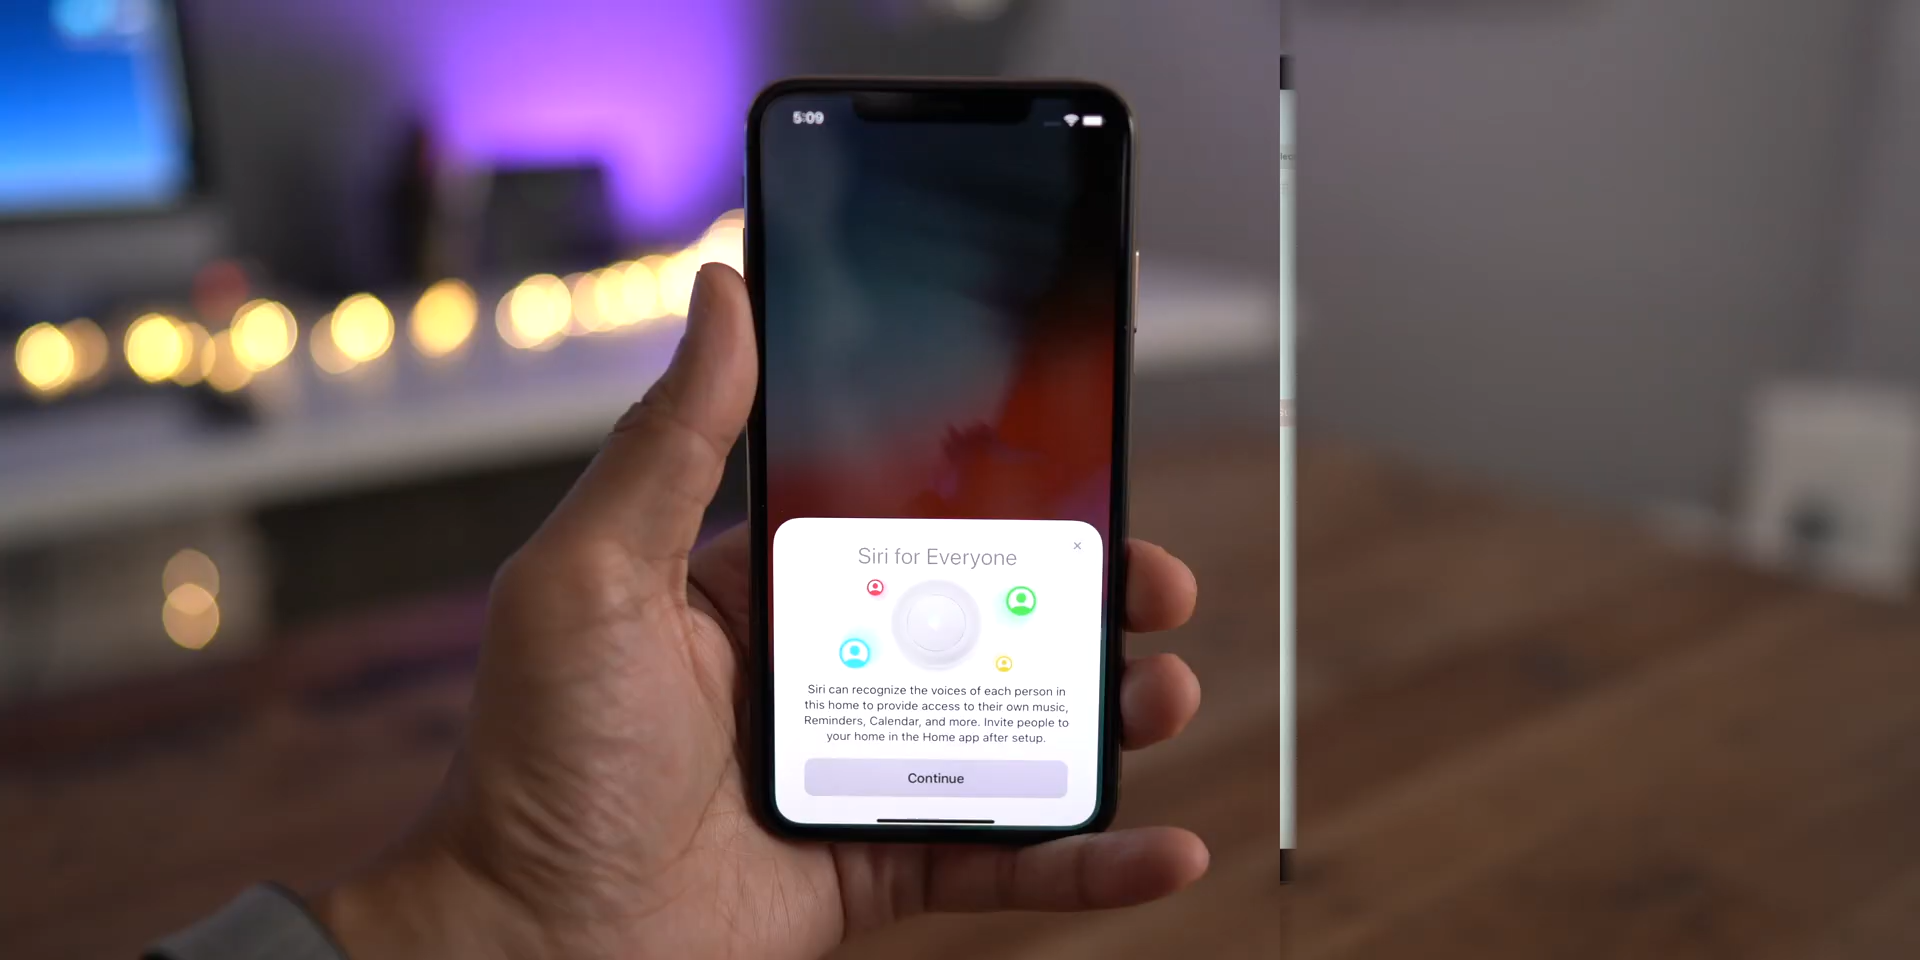 5:09
Siri for Everyone
Siri can recognize the voices of each person in
this home to provide access to their own music,
Reminders, Calendar, and more. Invite people to
your home in the Home app after setup.
Continue